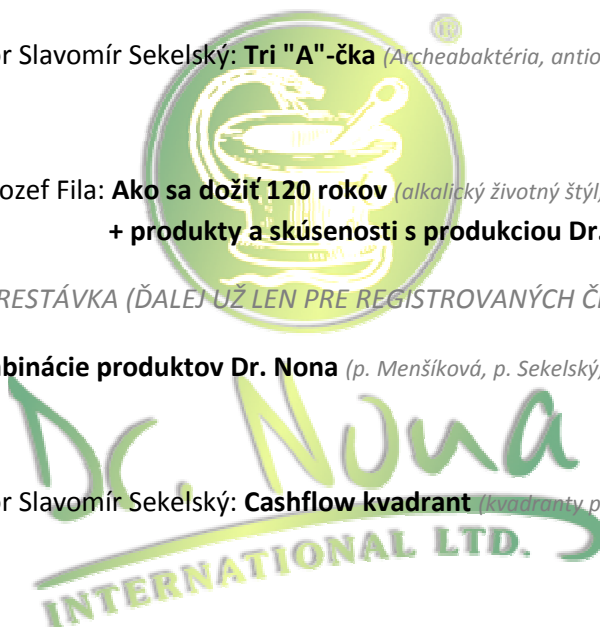 ®
or Slavomír Sekelský: Tri "A"-čka (Archeabaktéria, antio
ozef Fila: Ako sa dožiť 120 rokov (alkalický životný štýl,
+ produkty a skúsenosti s produkciou Dr.
RESTÁVKA (ĎALEJ UŽ LEN PRE REGISTROVANÝCH Č
binácie produktov Dr. Nona (p. Menšíková, p. Sekelský,
Dr. Nona
or Slavomír Sekelský: Cashflow kvadrant (kvadranty p
INTERNATIONAL LTD.